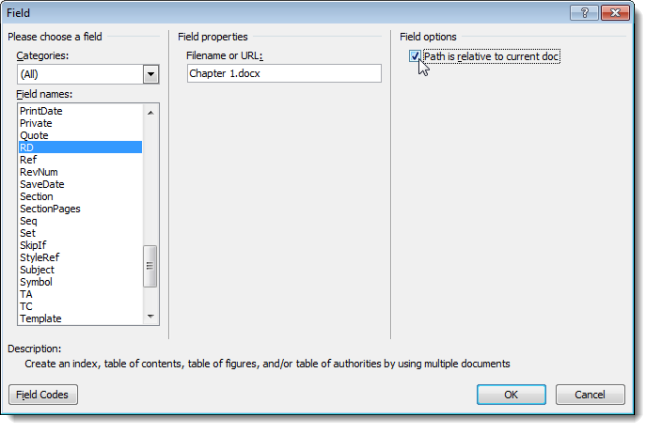 Field
Please choose a field
Categories:
(All)
Field names:
PrintDate
Private
Quote
RD
Ref
RevNum
SaveDate
Section
SectionPages
Seq
Set
SkipIf
StyleRef
Subject
Symbol
TA
TC
Template
Field properties
Filename or URL:
Chapter 1.docx
Field options
Path is relative to current doc
Description:
Create an index, table of contents, table of figures, and/or table of authorities by using multiple documents
Field Codes
OK
Cancel